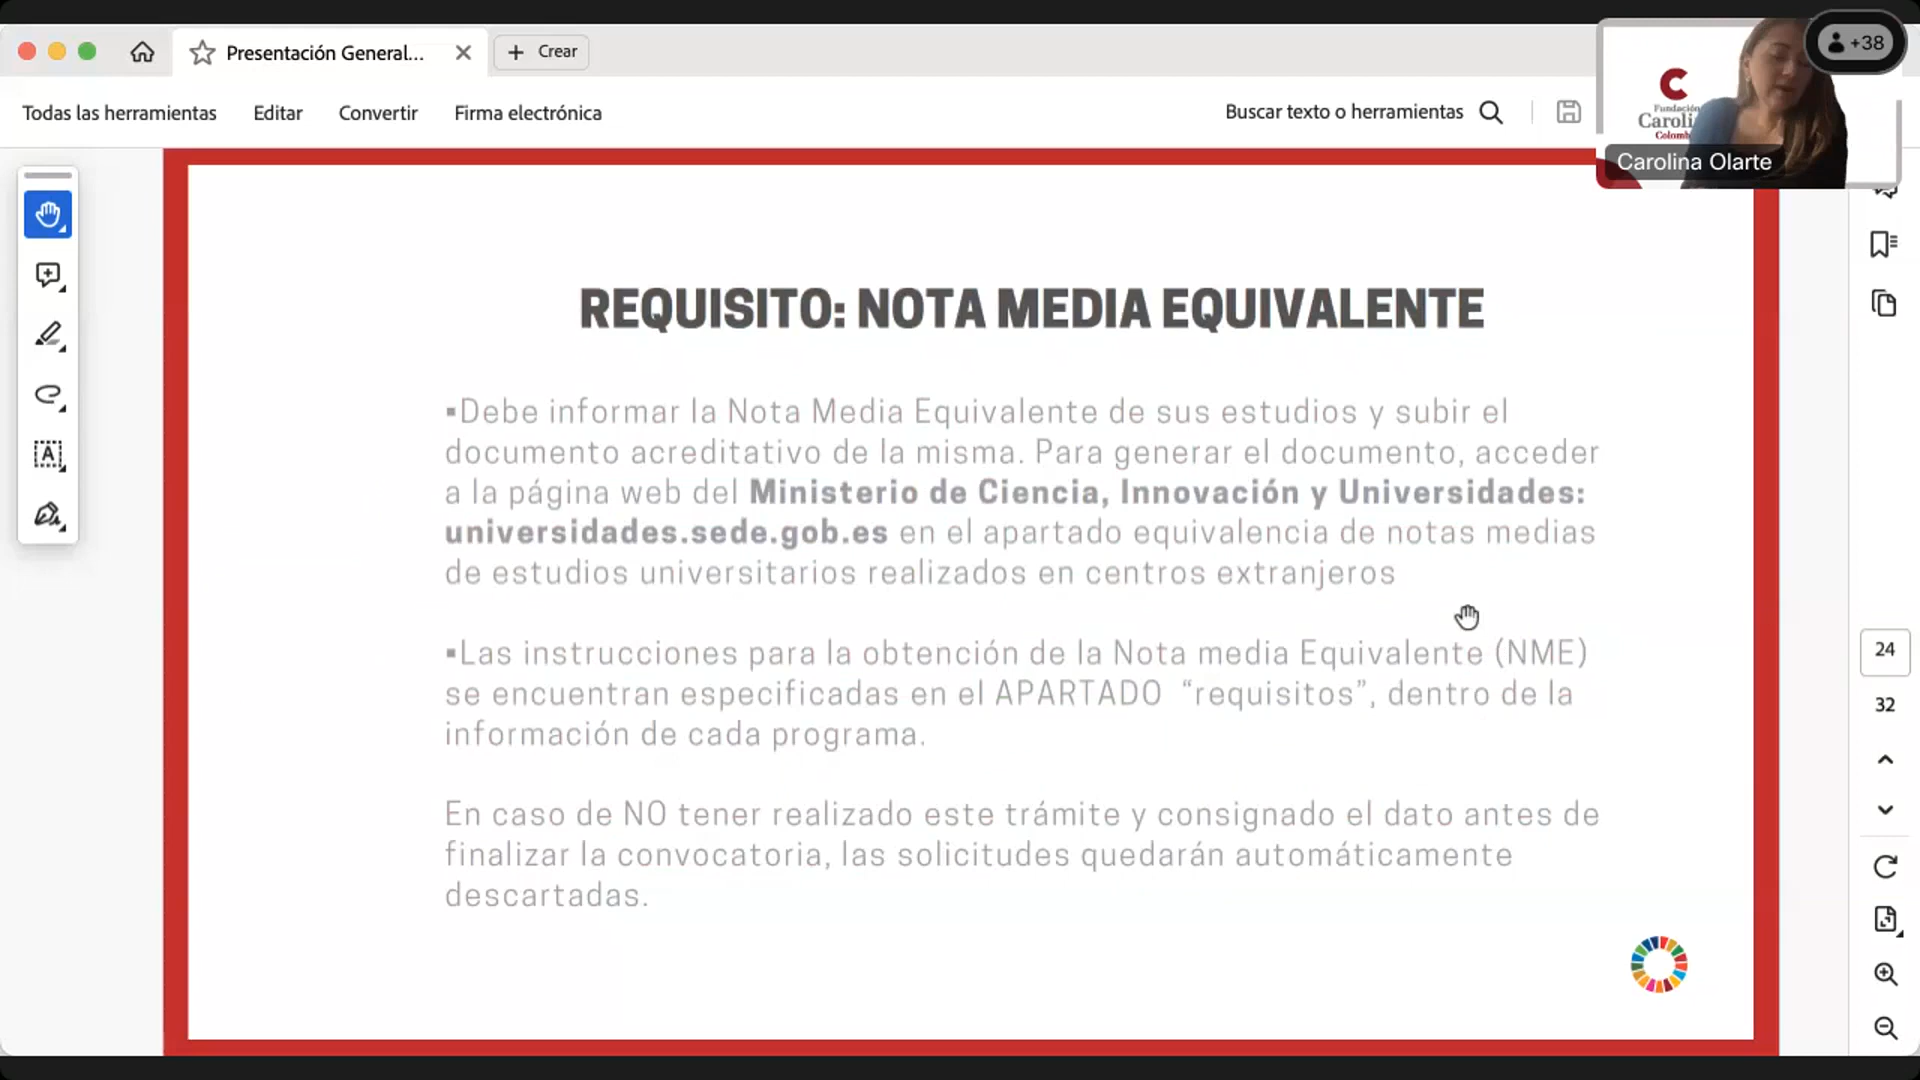 Presentación General...
Crear
+38
Todas las herramientas
Editar
Convertir
Firma electrónica
Buscar texto o herramientas
C
Fundación
Caroli
Colomb
Carolina Olarte
REQUISITO: NOTA MEDIA EQUIVALENTE
▪Debe informar la Nota Media Equivalente de sus estudios y subir el
documento acreditativo de la misma. Para generar el documento, acceder
a la página web del Ministerio de Ciencia, Innovación y Universidades:
universidades.sede.gob.es en el apartado equivalencia de notas medias
de estudios universitarios realizados en centros extranjeros
▪Las instrucciones para la obtención de la Nota media Equivalente (NME)
se encuentran especificadas en el APARTADO “requisitos”, dentro de la
información de cada programa.
En caso de NO tener realizado este trámite y consignado el dato antes de
finalizar la convocatoria, las solicitudes quedarán automáticamente
descartadas.
24
32